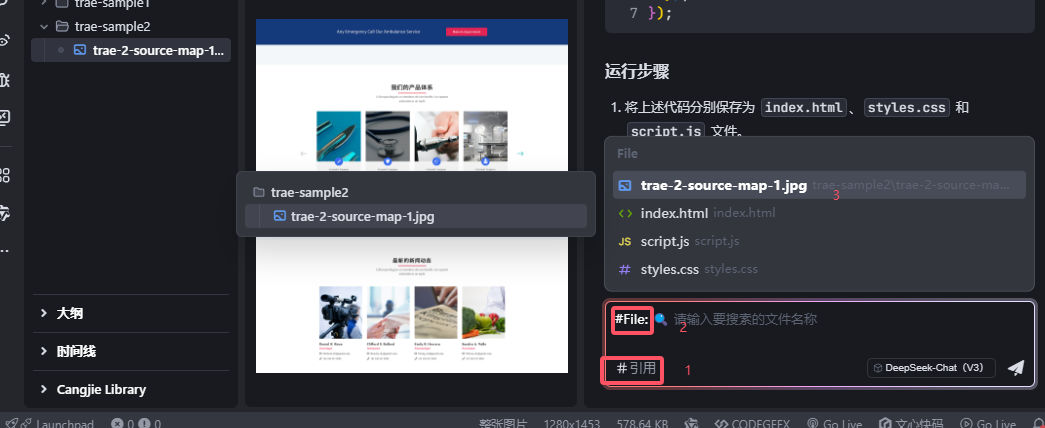 trae-sample1
trae-sample2
trae-2-source-map-1...
大纲
时间线
Cangjie Library
Any Emergency Call Our Ambulance Service
我们的产品体系
trae-sample2
trae-2-source-map-1.jpg
最新的新闻动态
7 });
运行步骤
1. 将上述代码分别保存为 index.html 、 styles.css 和
script.js 文件。
File
trae-2-source-map-1.jpg trae-sample2\trae-2-source-ma...
3
index.html index.html
JS script.js script.js
# styles.css styles.css
#File: 请输入要搜索的文件名称
2
# 引用
1
DeepSeek-Chat（V3）
Launchpad 0 0 整张图片 1280x1453 578.64 KB CODEGEEX Go Live 文心快码 Go Live